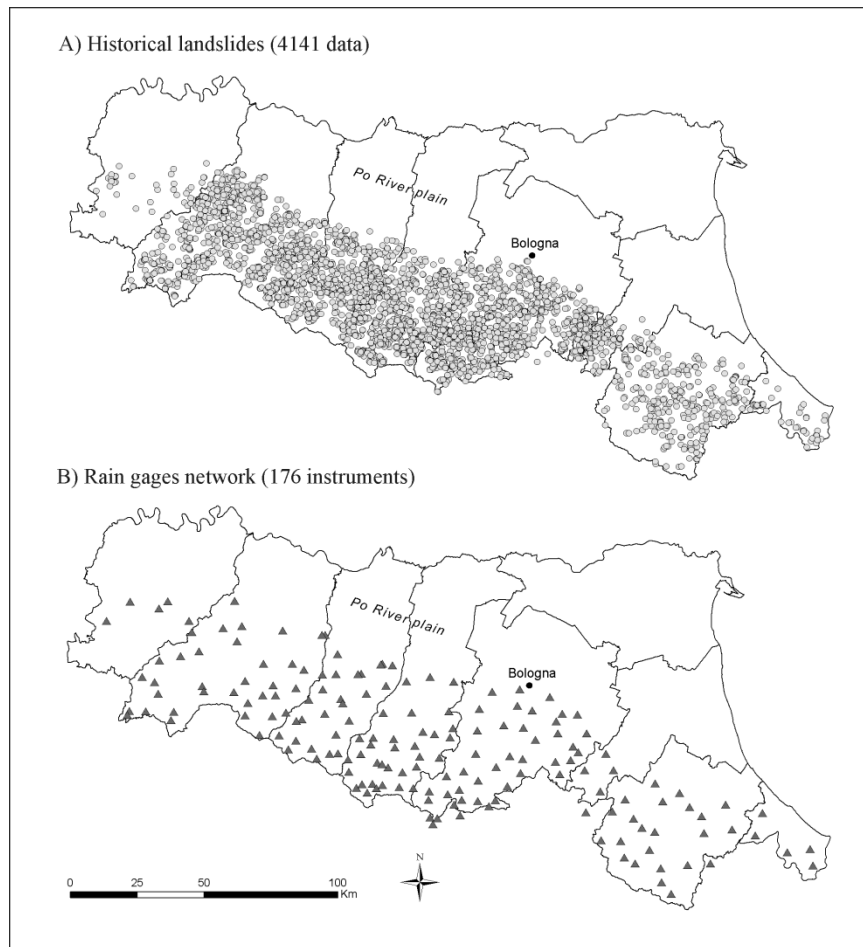 A) Historical landslides (4141 data)
Po River plain
Bologna
B) Rain gages network (176 instruments)
Po River plain
Bologna
N
0 25 50 100
Km